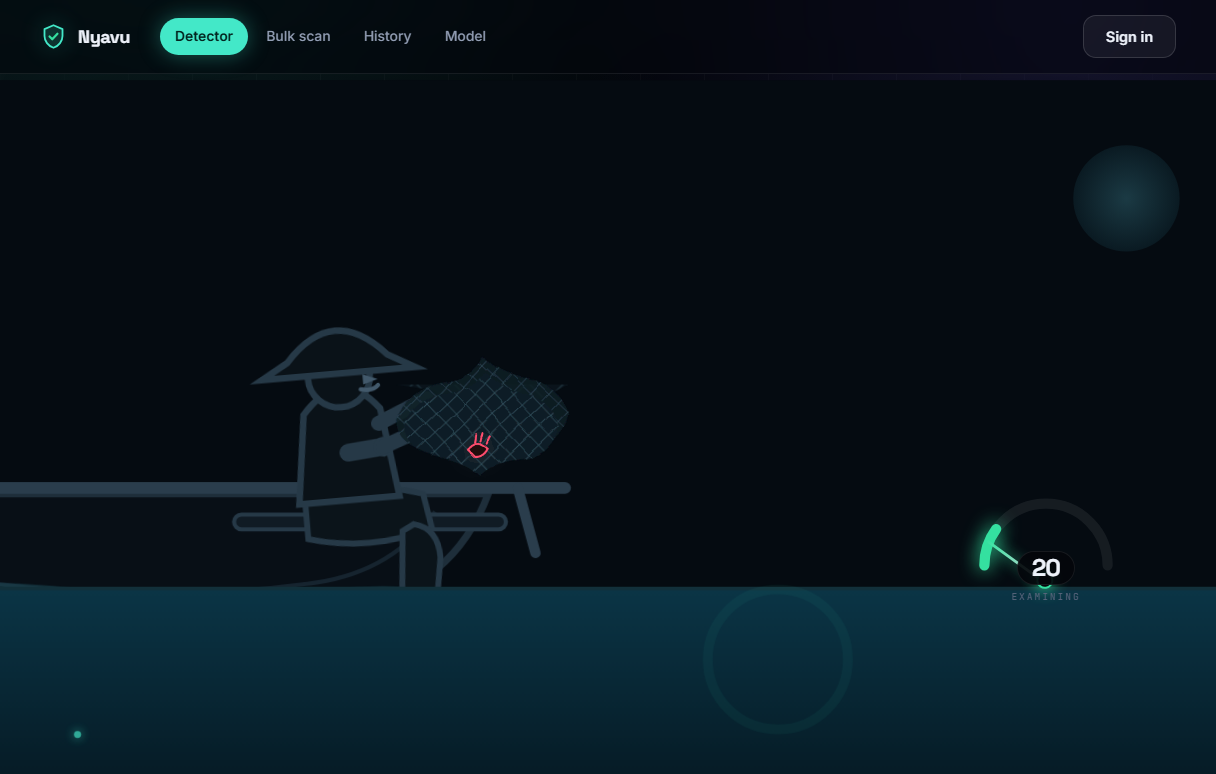 Nyavu
Detector
Bulk scan
History
Model
Sign in
20
EXAMINING